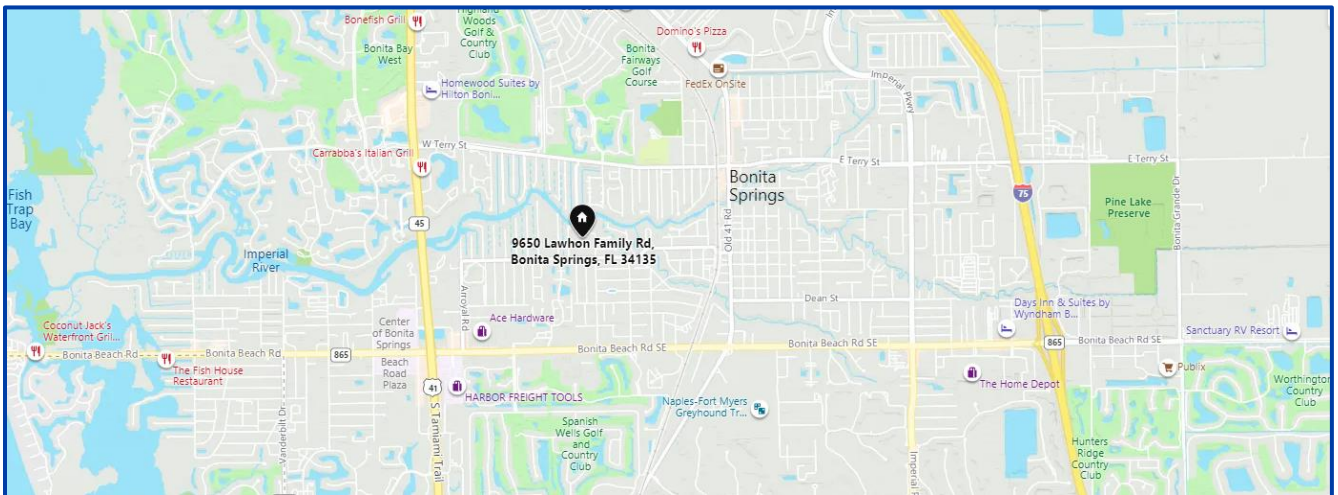 Bonefish Grill
Highland
Woods
Golf &
Country
Club
Domino's Pizza
Bonita Bay
West
Bonita
Fairways
Golf
Course
Imperial Pkwy
FedEx OnSite
Homewood Suites by
Hilton Boni...
W Terry St
Carrabba's Italian Grill
E Terry St
E Terry St
Bonita
Springs
Fish
Trap
Bay
75
Pine Lake
Preserve
Bonita Grande Dr
45
Old 41 Rd
9650 Lawhon Family Rd,
Bonita Springs, FL 34135
Imperial
River
Arroyal Rd
Dean St
Days Inn & Suites by
Wyndham B...
Coconut Jack's
Waterfront Gril...
Center
of Bonita
Springs
Ace Hardware
Sanctuary RV Resort
Bonita Beach Rd
Bonita Beach Rd
865
Bonita Beach Rd SE
Bonita Beach Rd SE
865
Bonita Beach Rd SE
The Fish House
Restaurant
Beach
Road
Plaza
Publix
41
HARBOR FREIGHT TOOLS
The Home Depot
Worthington
Country
Club
Naples-Fort Myers
Greyhound Tr...
Vanderbilt Dr
S Tamiami Trail
Spanish
Wells Golf
and
Country
Club
Hunters
Ridge
Country
Club